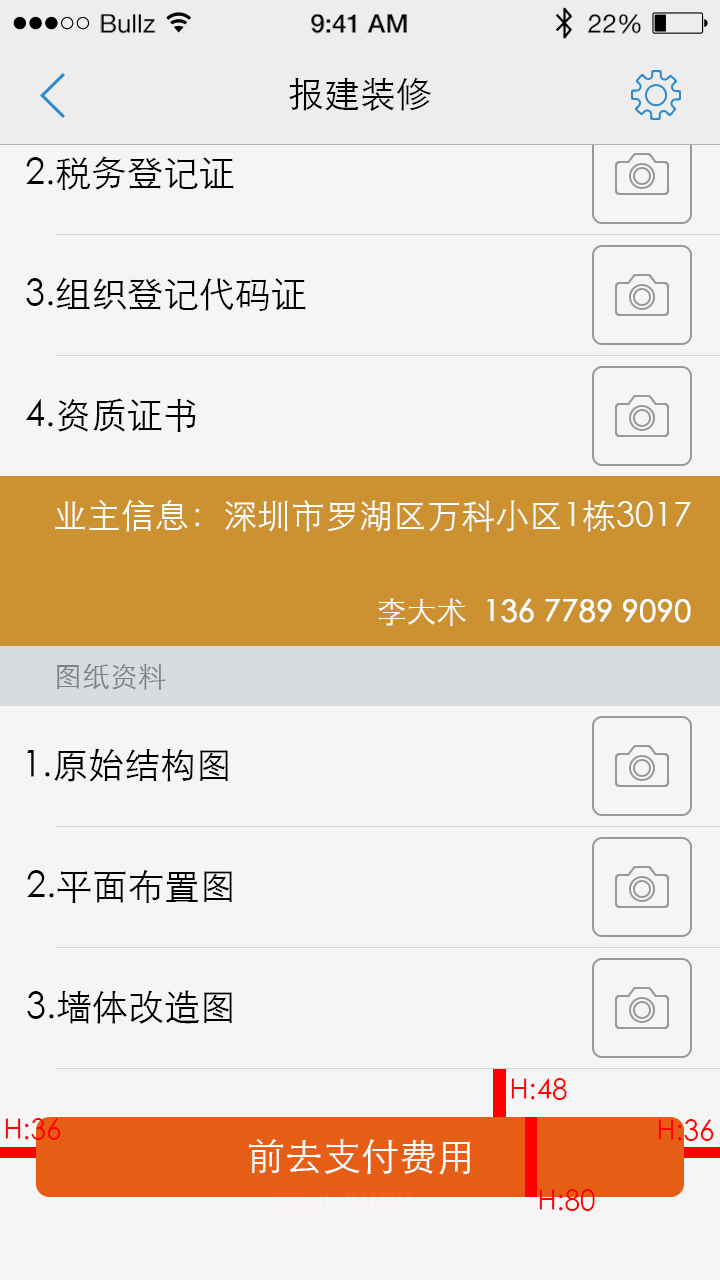 Bullz 9:41 AM 22%
报建装修
2.税务登记证
3.组织登记代码证
4.资质证书
业主信息：深圳市罗湖区万科小区1栋3017
李大术 136 7789 9090
图纸资料
1.原始结构图
2.平面布置图
3.墙体改造图
H:48
H:36 H:36
前去支付费用
H:80
38pt #ffffff